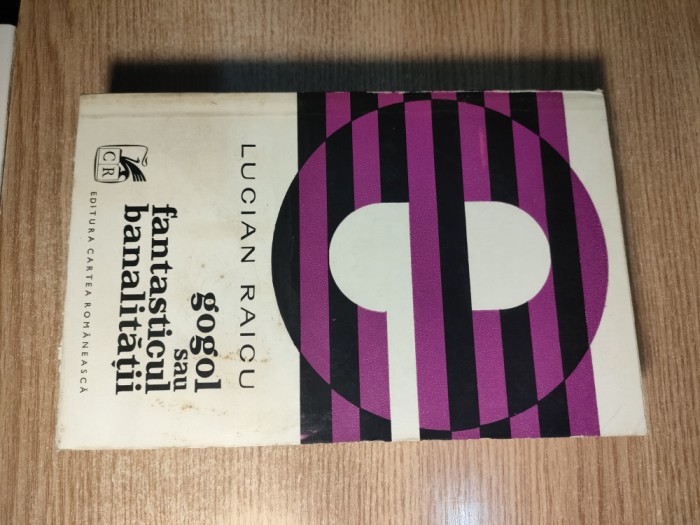 LUCIAN RAICU
gogol
sau
fantasticul
banalității
CR
EDITURA CARTEA ROMÂNEASCĂ